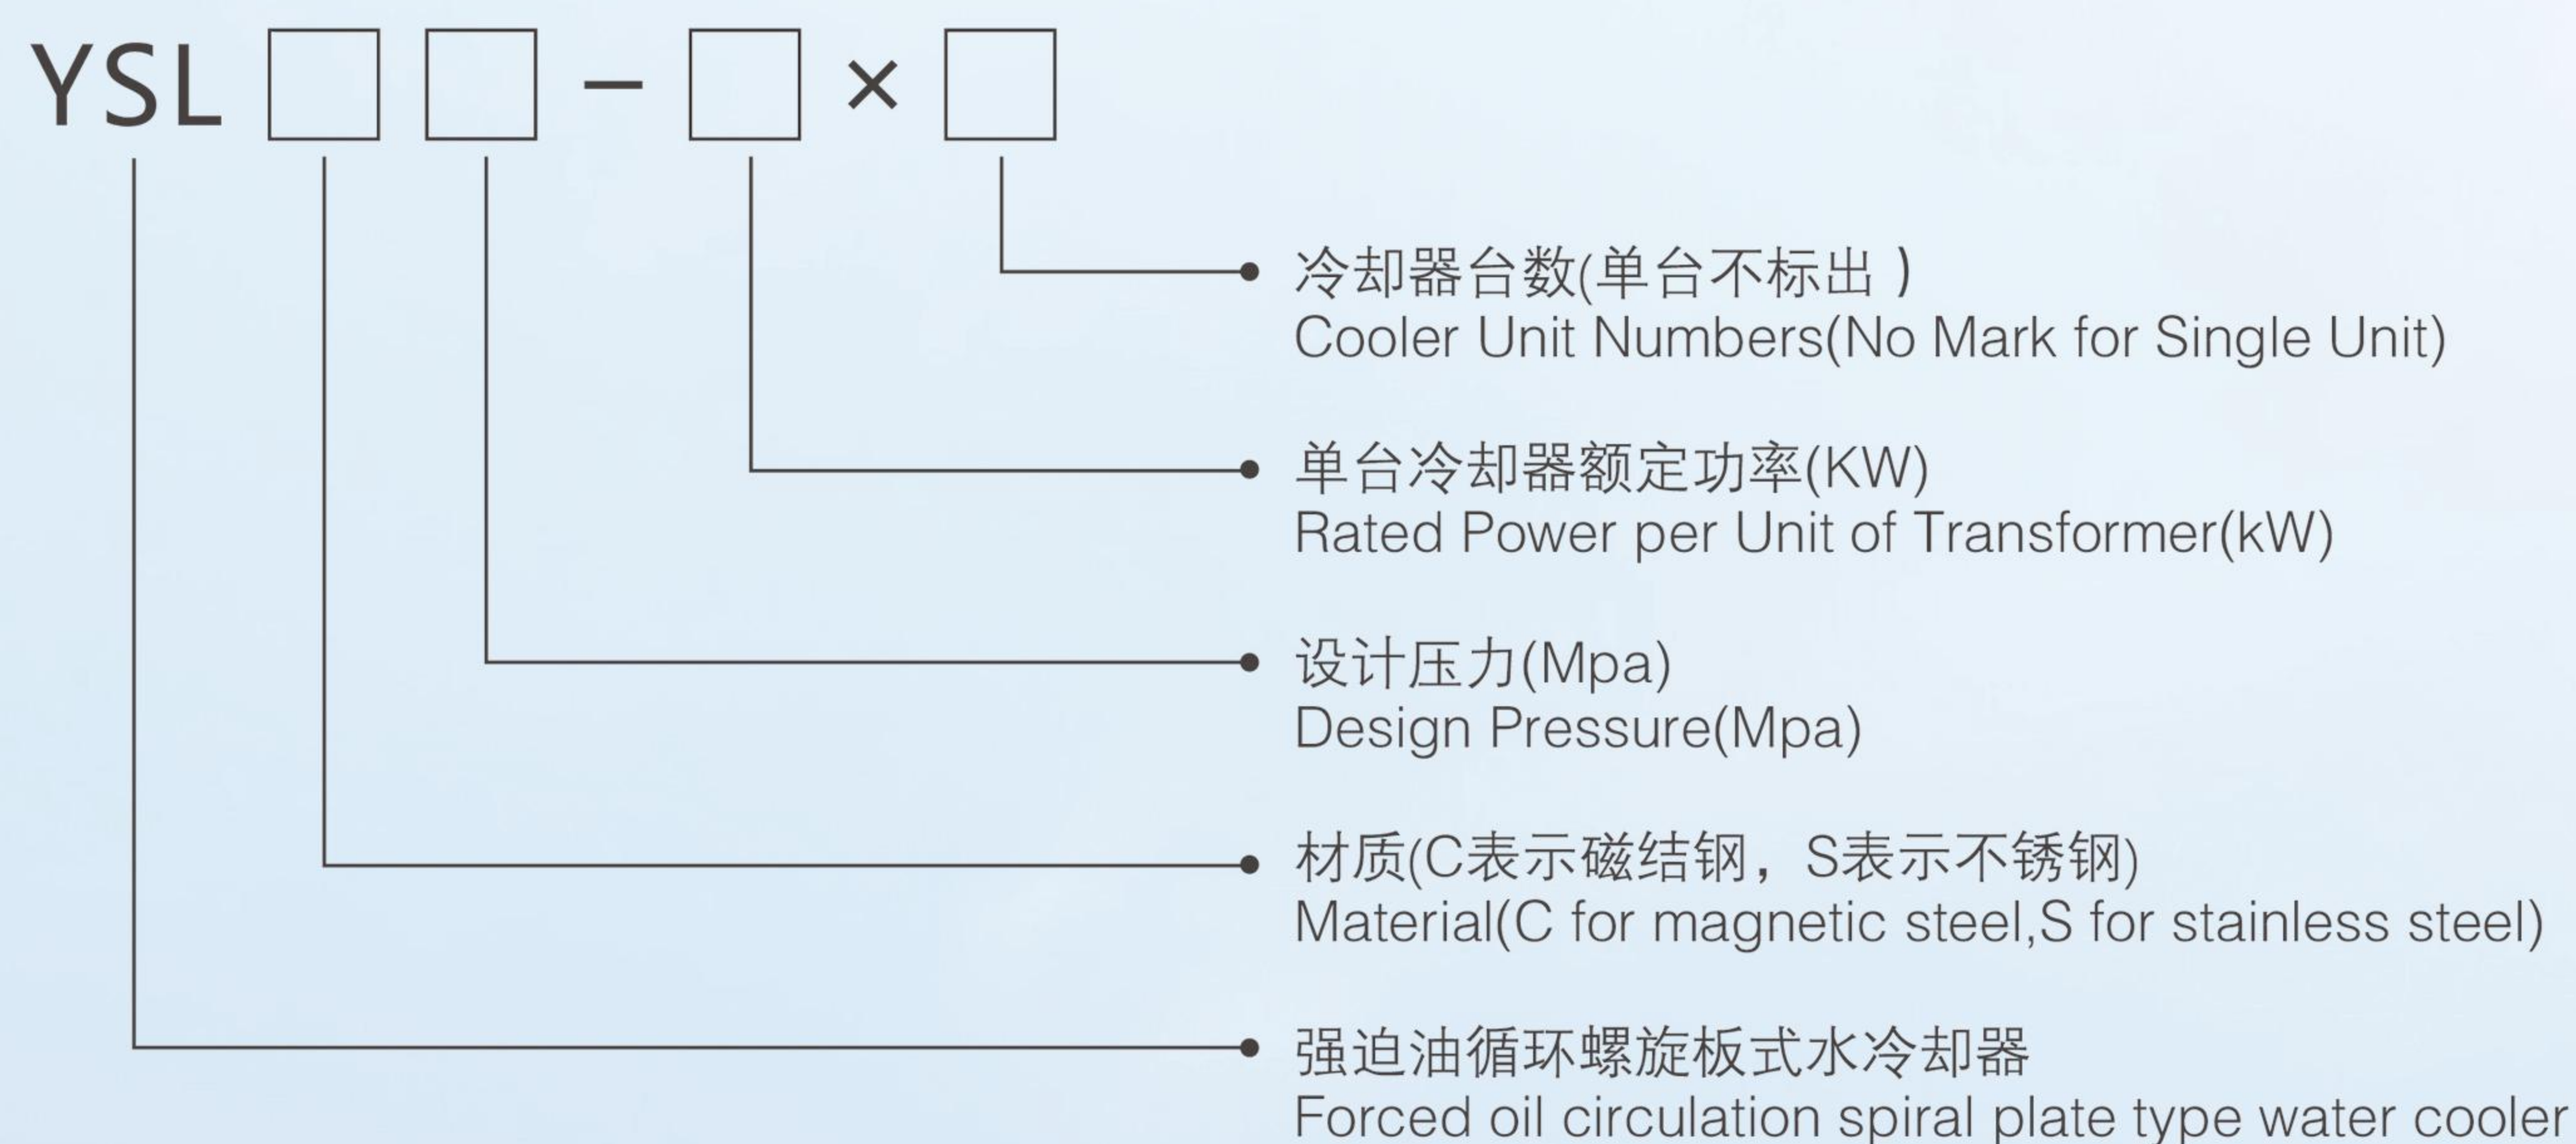 YSL□□-□×□
冷却器台数(单台不标出)
Cooler Unit Numbers(No Mark for Single Unit)
单台冷却器额定功率(KW)
Rated Power per Unit of Transformer(kW)
设计压力(Mpa)
Design Pressure(Mpa)
材质(C表示磁结钢，S表示不锈钢)
Material(C for magnetic steel,S for stainless steel)
强迫油循环螺旋板式水冷却器
Forced oil circulation spiral plate type water cooler